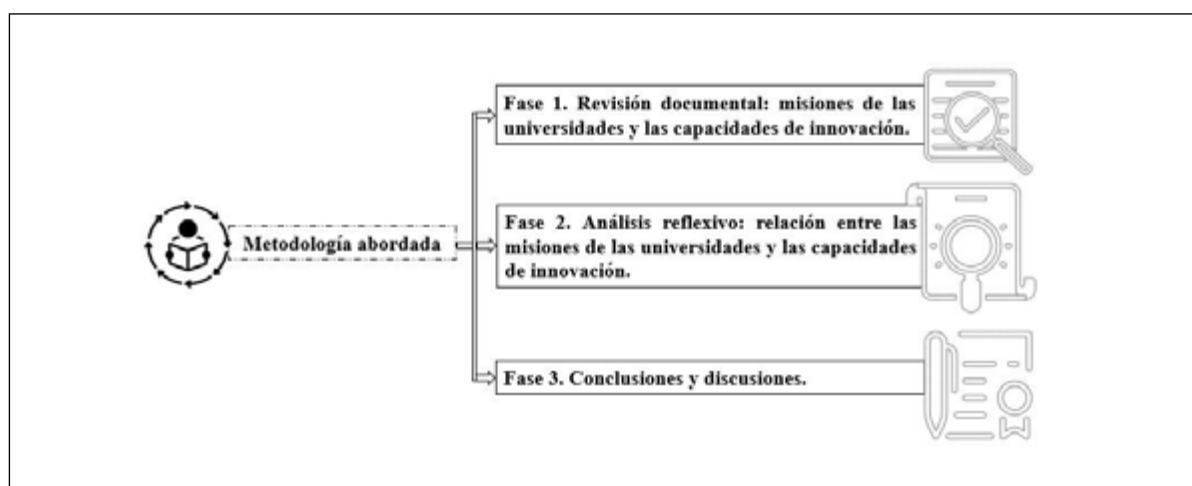 Fase 1. Revisión documental: misiones de las
universidades y las capacidades de innovación.
Metodología abordada
Fase 2. Análisis reflexivo: relación entre las
misiones de las universidades y las capacidades
de innovación.
Fase 3. Conclusiones y discusiones.